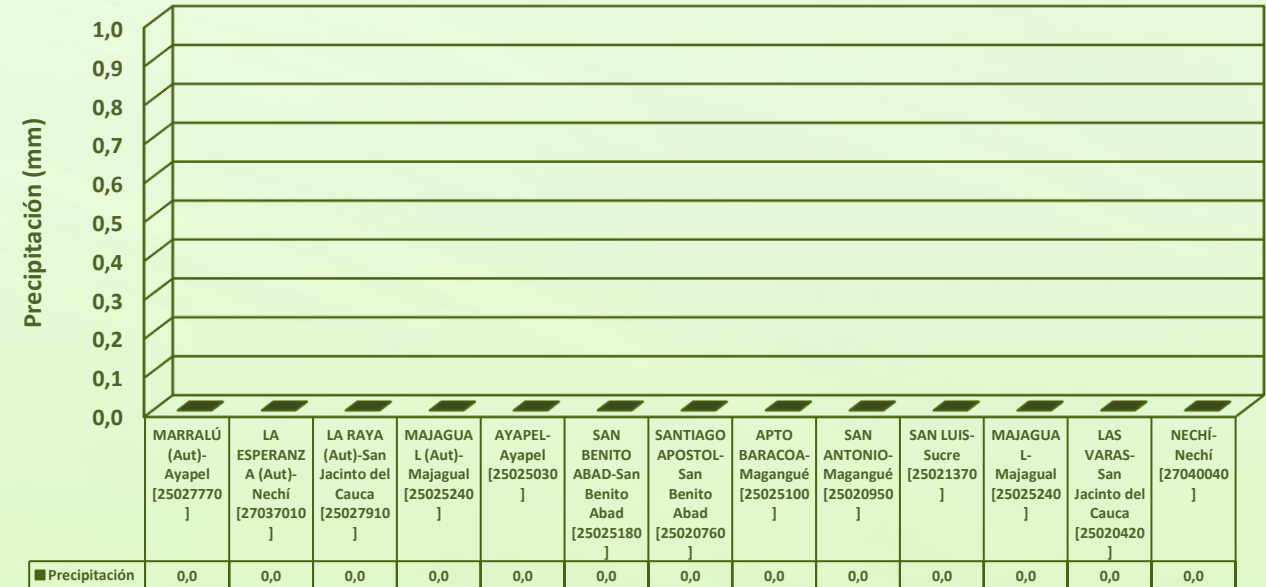 Precipitación (mm)
1,0
0,9
0,8
0,7
0,6
0,5
0,4
0,3
0,2
0,1
0,0
MARRALÚ
(Aut)-
Ayapel
[25027770
]
LA
ESPERANZ
A (Aut)-
Nechí
[27037010
]
LA RAYA
(Aut)-San
Jacinto del
Cauca
[25027910
]
MAJAGUA
L (Aut)-
Majagual
[25025240
]
AYAPEL-
Ayapel
[25025030
]
SAN
BENITO
ABAD-San
Benito
Abad
[25025180
]
SANTIAGO
APOSTOL-
San
Benito
Abad
[25020760
]
APTO
BARACOA-
Magangué
[25025100
]
SAN
ANTONIO-
Magangué
[25020950
]
SAN LUIS-
Sucre
[25021370
]
MAJAGUA
L-
Majagual
[25025240
]
LAS
VARAS-
San
Jacinto del
Cauca
[25020420
]
NECHÍ-
Nechí
[27040040
]
Precipitación 0,0 0,0 0,0 0,0 0,0 0,0 0,0 0,0 0,0 0,0 0,0 0,0 0,0